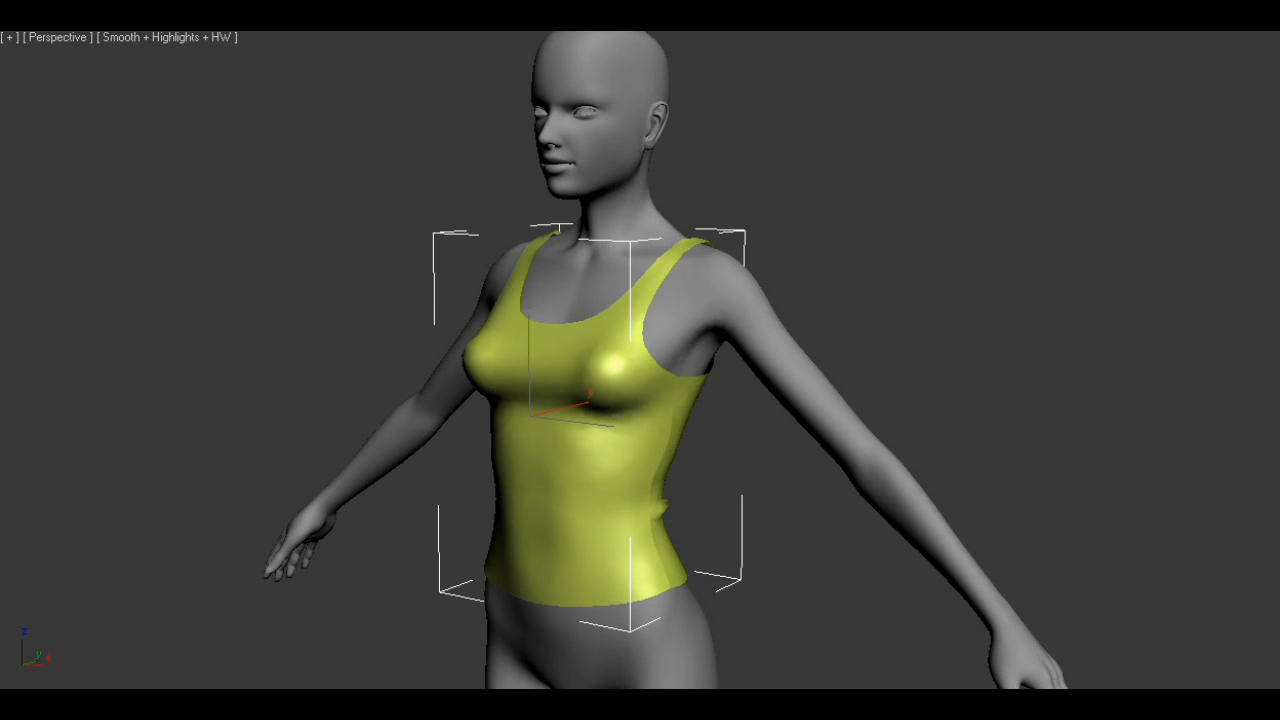 [ + ] [ Perspective ] [ Smooth + Highlights + HW ]
x
z
y
x